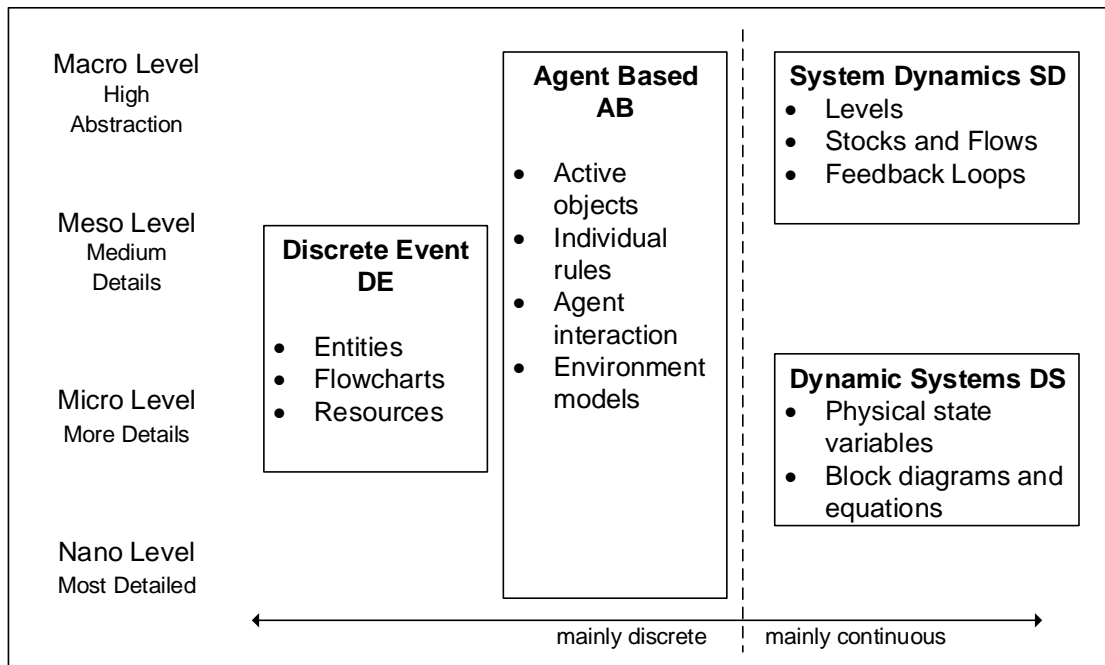 Macro Level
High
Abstraction
Meso Level
Medium
Details
Micro Level
More Details
Nano Level
Most Detailed
Discrete Event
DE
• Entities
• Flowcharts
• Resources
Agent Based
AB
• Active
objects
• Individual
rules
• Agent
interaction
• Environment
models
System Dynamics SD
• Levels
• Stocks and Flows
• Feedback Loops
Dynamic Systems DS
• Physical state
variables
• Block diagrams and
equations
mainly discrete
mainly continuous